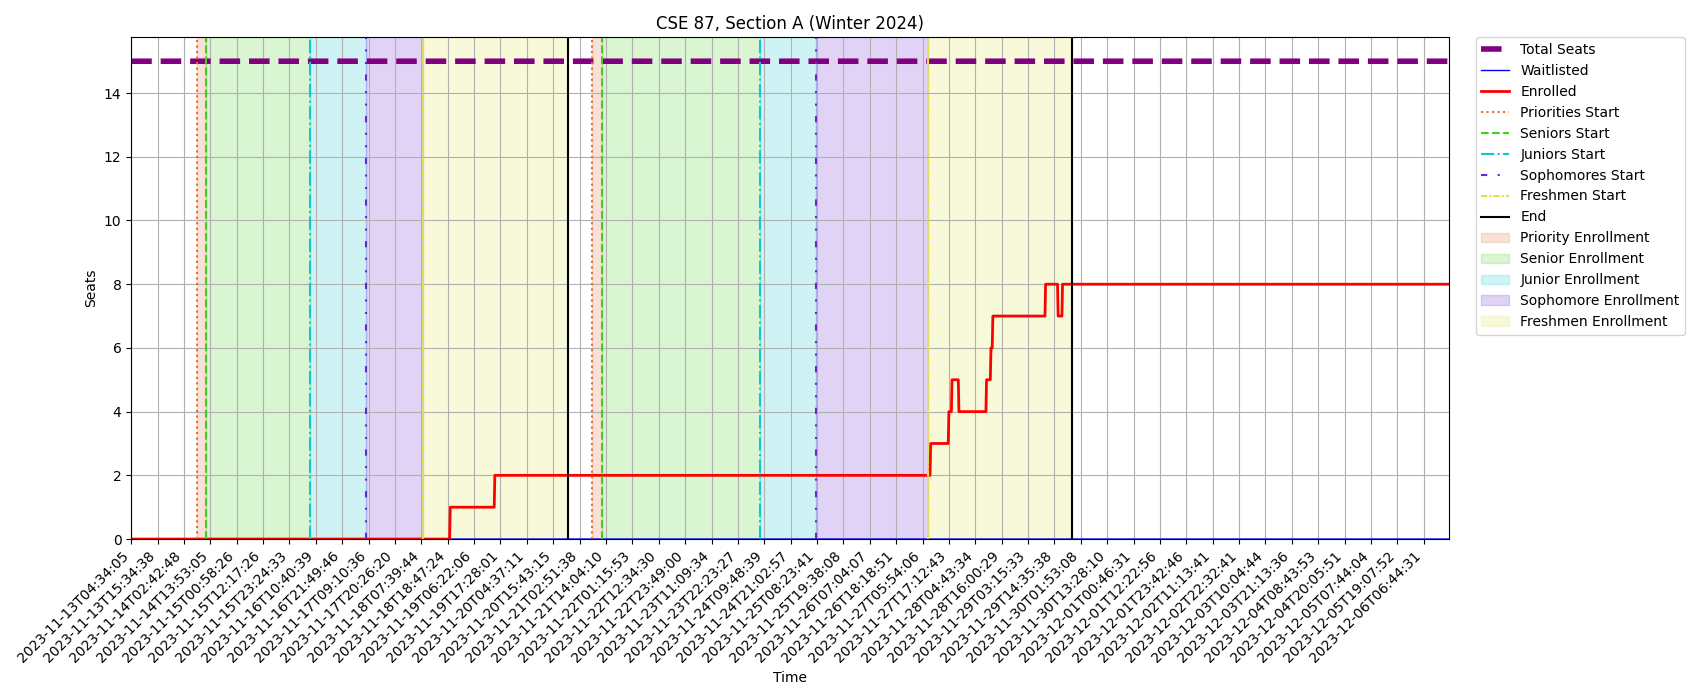 CSE 87, Section A (Winter 2024)
Seats
14
12
10
8
6
4
2
0
2023-11-13T04:34:05
2023-11-13T15:34:38
2023-11-14T02:42:48
2023-11-14T13:53:05
2023-11-15T00:58:26
2023-11-15T12:17:26
2023-11-15T23:24:33
2023-11-16T10:40:39
2023-11-16T21:49:46
2023-11-17T09:10:36
2023-11-17T20:26:20
2023-11-18T07:39:44
2023-11-18T18:47:24
2023-11-19T06:22:06
2023-11-19T17:28:01
2023-11-20T04:37:11
2023-11-20T15:43:15
2023-11-21T02:51:38
2023-11-21T14:04:10
2023-11-22T01:15:53
2023-11-22T12:34:30
2023-11-22T23:49:00
2023-11-23T11:09:34
2023-11-23T22:23:27
2023-11-24T09:48:39
2023-11-24T21:02:57
2023-11-25T08:23:41
2023-11-25T19:38:08
2023-11-26T07:04:07
2023-11-26T18:18:51
2023-11-27T05:54:06
2023-11-27T17:12:43
2023-11-28T04:43:34
2023-11-28T16:00:29
2023-11-29T03:15:33
2023-11-29T14:35:38
2023-11-30T01:53:08
2023-11-30T13:28:10
2023-12-01T00:46:31
2023-12-01T12:22:56
2023-12-01T23:42:46
2023-12-02T11:13:41
2023-12-02T22:32:41
2023-12-03T10:04:44
2023-12-03T21:13:36
2023-12-04T08:43:53
2023-12-04T20:05:51
2023-12-05T07:44:04
2023-12-05T19:07:52
2023-12-06T06:44:31
Time
Total Seats
Waitlisted
Enrolled
Priorities Start
Seniors Start
Juniors Start
Sophomores Start
Freshmen Start
End
Priority Enrollment
Senior Enrollment
Junior Enrollment
Sophomore Enrollment
Freshmen Enrollment